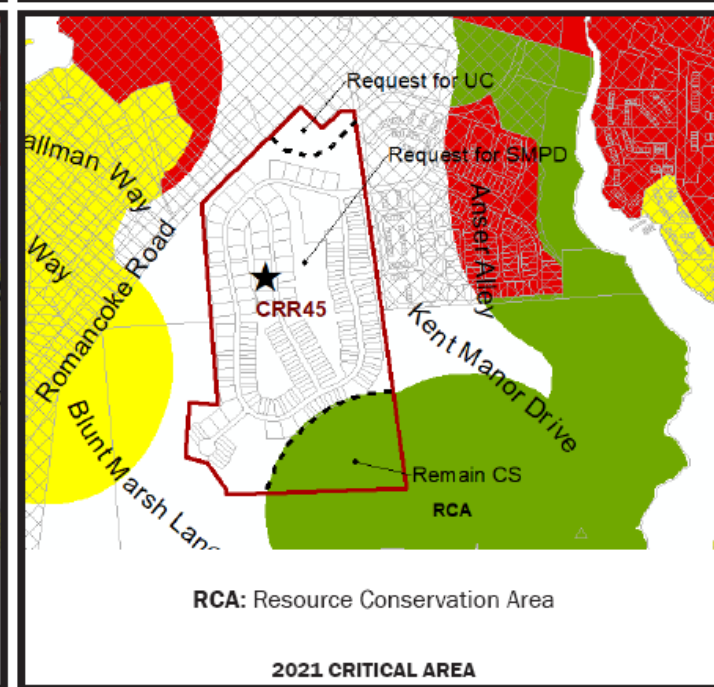 Request for UC
allman Way
Request for SMPD
Anser Alley
Way
Romancoke Road
CRR45
Kent Manor Drive
Blunt Marsh Lane
Remain CS
RCA
RCA: Resource Conservation Area
2021 CRITICAL AREA